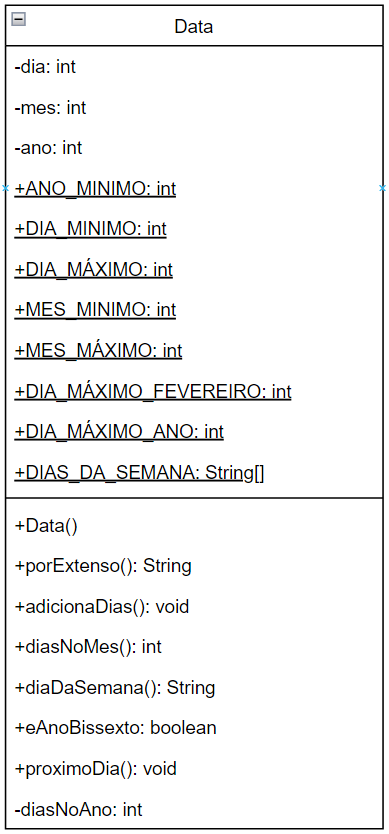 Data
-dia: int
-mes: int
-ano: int
+ANO_MINIMO: int
+DIA_MINIMO: int
+DIA_MÁXIMO: int
+MES_MINIMO: int
+MES_MÁXIMO: int
+DIA_MÁXIMO_FEVEREIRO: int
+DIA_MÁXIMO_ANO: int
+DIAS_DA_SEMANA: String[]
+Data()
+porExtenso(): String
+adicionaDias(): void
+diasNoMes(): int
+diaDaSemana(): String
+eAnoBissexto: boolean
+proximoDia(): void
-diasNoAno: int